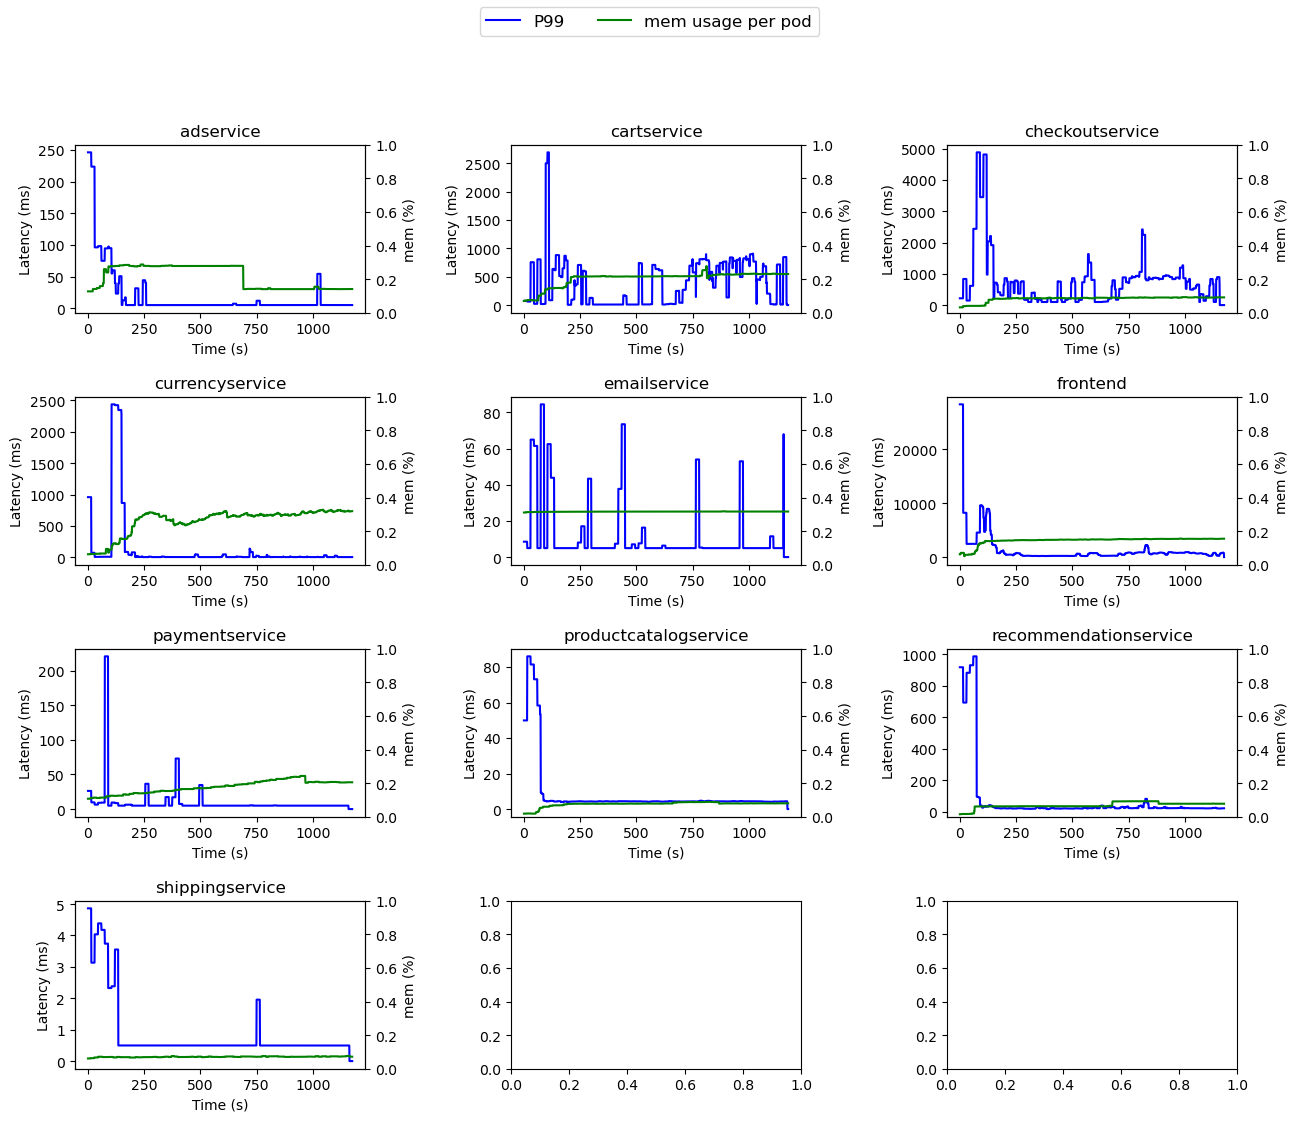 P99 mem usage per pod
adservice
250
200
150
100
50
0
Latency (ms)
1.0
0.8
0.6
0.4
0.2
0.0
mem (%)
0 250 500 750 1000
Time (s)
cartservice
2500
2000
1500
1000
500
0
Latency (ms)
1.0
0.8
0.6
0.4
0.2
0.0
mem (%)
0 250 500 750 1000
Time (s)
checkoutservice
5000
4000
3000
2000
1000
0
Latency (ms)
1.0
0.8
0.6
0.4
0.2
0.0
mem (%)
0 250 500 750 1000
Time (s)
currencyservice
2500
2000
1500
1000
500
0
Latency (ms)
1.0
0.8
0.6
0.4
0.2
0.0
mem (%)
0 250 500 750 1000
Time (s)
emailservice
80
60
40
20
0
Latency (ms)
1.0
0.8
0.6
0.4
0.2
0.0
mem (%)
0 250 500 750 1000
Time (s)
frontend
20000
10000
0
Latency (ms)
1.0
0.8
0.6
0.4
0.2
0.0
mem (%)
0 250 500 750 1000
Time (s)
paymentservice
200
150
100
50
0
Latency (ms)
1.0
0.8
0.6
0.4
0.2
0.0
mem (%)
0 250 500 750 1000
Time (s)
productcatalogservice
80
60
40
20
0
Latency (ms)
1.0
0.8
0.6
0.4
0.2
0.0
mem (%)
0 250 500 750 1000
Time (s)
recommendationservice
1000
800
600
400
200
0
Latency (ms)
1.0
0.8
0.6
0.4
0.2
0.0
mem (%)
0 250 500 750 1000
Time (s)
shippingservice
5
4
3
2
1
0
Latency (ms)
1.0
0.8
0.6
0.4
0.2
0.0
mem (%)
0 250 500 750 1000
Time (s)
1.0
0.8
0.6
0.4
0.2
0.0
0.0 0.2 0.4 0.6 0.8 1.0
1.0
0.8
0.6
0.4
0.2
0.0
0.0 0.2 0.4 0.6 0.8 1.0